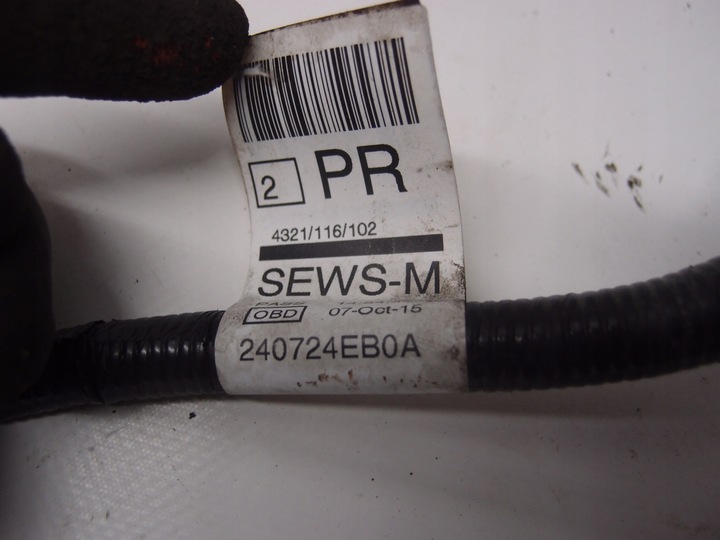 2 PR
4321/116/102
SEWS-M
OBD 07-Oct-15
240724EB0A